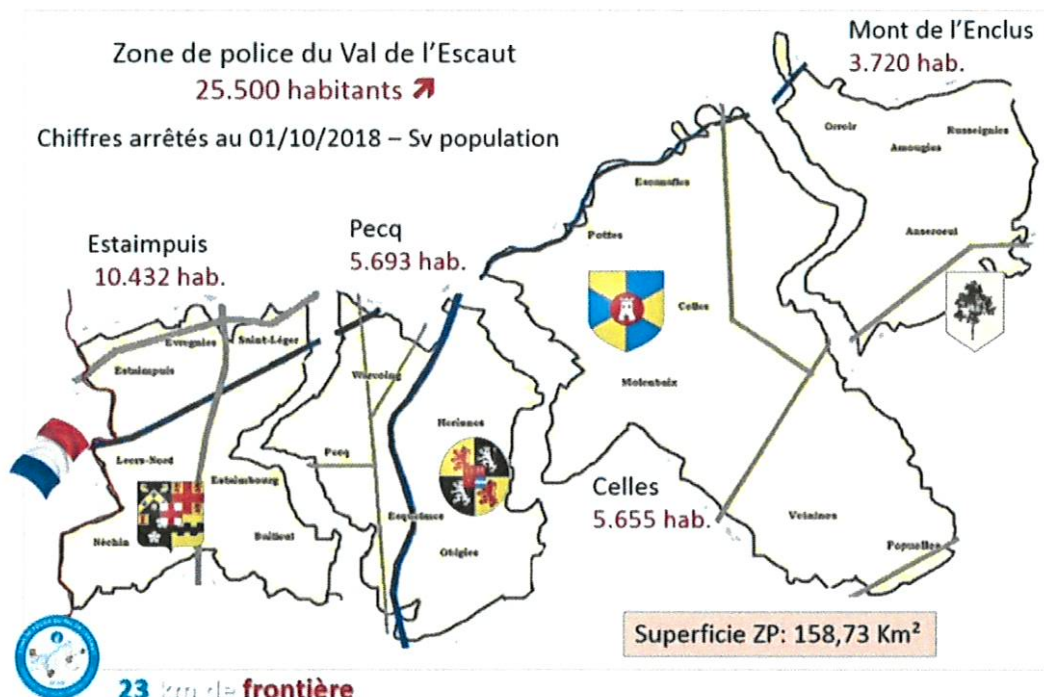 Zone de police du Val de l'Escaut
25.500 habitants
Chiffres arrêtés au 01/10/2018 – Sv population
Mont de l'Enclus
3.720 hab.
Orroir
Russeignies
Amougies
Anseroeul
Escanaffles
Pottes
Celles
Molenbaix
Celles
5.655 hab.
Velaines
Popuelles
Pecq
5.693 hab.
Warcoing
Herinnes
Pecq
Esquelmes
Obigies
Estaimpuis
10.432 hab.
Evregnies
Saint-Léger
Estaimpuis
Leers-Nord
Estaimbourg
Néchin
Bailleul
Superficie ZP: 158,73 Km²
23 km de frontière